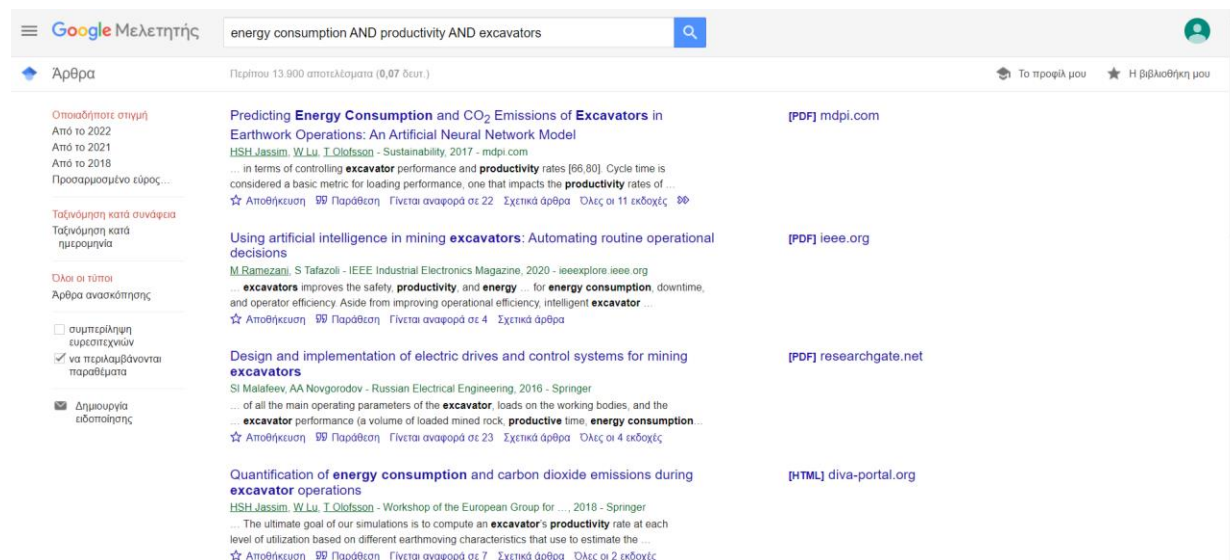 Google Μελετητής
energy consumption AND productivity AND excavators
Άρθρα
Περίπου 13.900 αποτελέσματα (0,07 δευτ.)
Το προφίλ μου
Η βιβλιοθήκη μου
Οποιαδήποτε στιγμή
Από το 2022
Από το 2021
Από το 2018
Προσαρμοσμένο εύρος...
Ταξινόμηση κατά συνάφεια
Ταξινόμηση κατά
ημερομηνία
Όλοι οι τύποι
Άρθρα ανασκόπησης
συμπερίληψη
ευρεσιτεχνιών
να περιλαμβάνονται
παραθέματα
Δημιουργία
ειδοποίησης
Predicting Energy Consumption and CO₂ Emissions of Excavators in
Earthwork Operations: An Artificial Neural Network Model
HSH Jassim, W Lu, T Olofsson - Sustainability, 2017 - mdpi.com
... in terms of controlling excavator performance and productivity rates [66,80]. Cycle time is
considered a basic metric for loading performance, one that impacts the productivity rates of ...
Αποθήκευση Παράθεση Γίνεται αναφορά σε 22 Σχετικά άρθρα Όλες οι 11 εκδοχές
[PDF] mdpi.com
Using artificial intelligence in mining excavators: Automating routine operational
decisions
M Ramezani, S Tafazoli - IEEE Industrial Electronics Magazine, 2020 - ieeexplore.ieee.org
... excavators improves the safety, productivity, and energy ... for energy consumption, downtime,
and operator efficiency. Aside from improving operational efficiency, intelligent excavator ...
Αποθήκευση Παράθεση Γίνεται αναφορά σε 4 Σχετικά άρθρα
[PDF] ieee.org
Design and implementation of electric drives and control systems for mining
excavators
SI Malafeev, AA Novgorodov - Russian Electrical Engineering, 2016 - Springer
... of all the main operating parameters of the excavator, loads on the working bodies, and the
... excavator performance (a volume of loaded mined rock, productive time, energy consumption...
Αποθήκευση Παράθεση Γίνεται αναφορά σε 23 Σχετικά άρθρα Όλες οι 4 εκδοχές
[PDF] researchgate.net
Quantification of energy consumption and carbon dioxide emissions during
excavator operations
HSH Jassim, W Lu, T Olofsson - Workshop of the European Group for ..., 2018 - Springer
... The ultimate goal of our simulations is to compute an excavator's productivity rate at each
level of utilization based on different earthmoving characteristics that use to estimate the ...
Αποθήκευση Παράθεση Γίνεται αναφορά σε 7 Σχετικά άρθρα Όλες οι 2 εκδοχές
[HTML] diva-portal.org